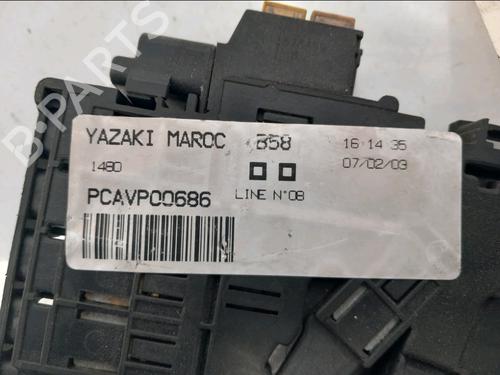 YAZAKI MAROC B58 16 14 35
1480 07/02/03
PCAVP00686 LINE N°08
B-PARTS